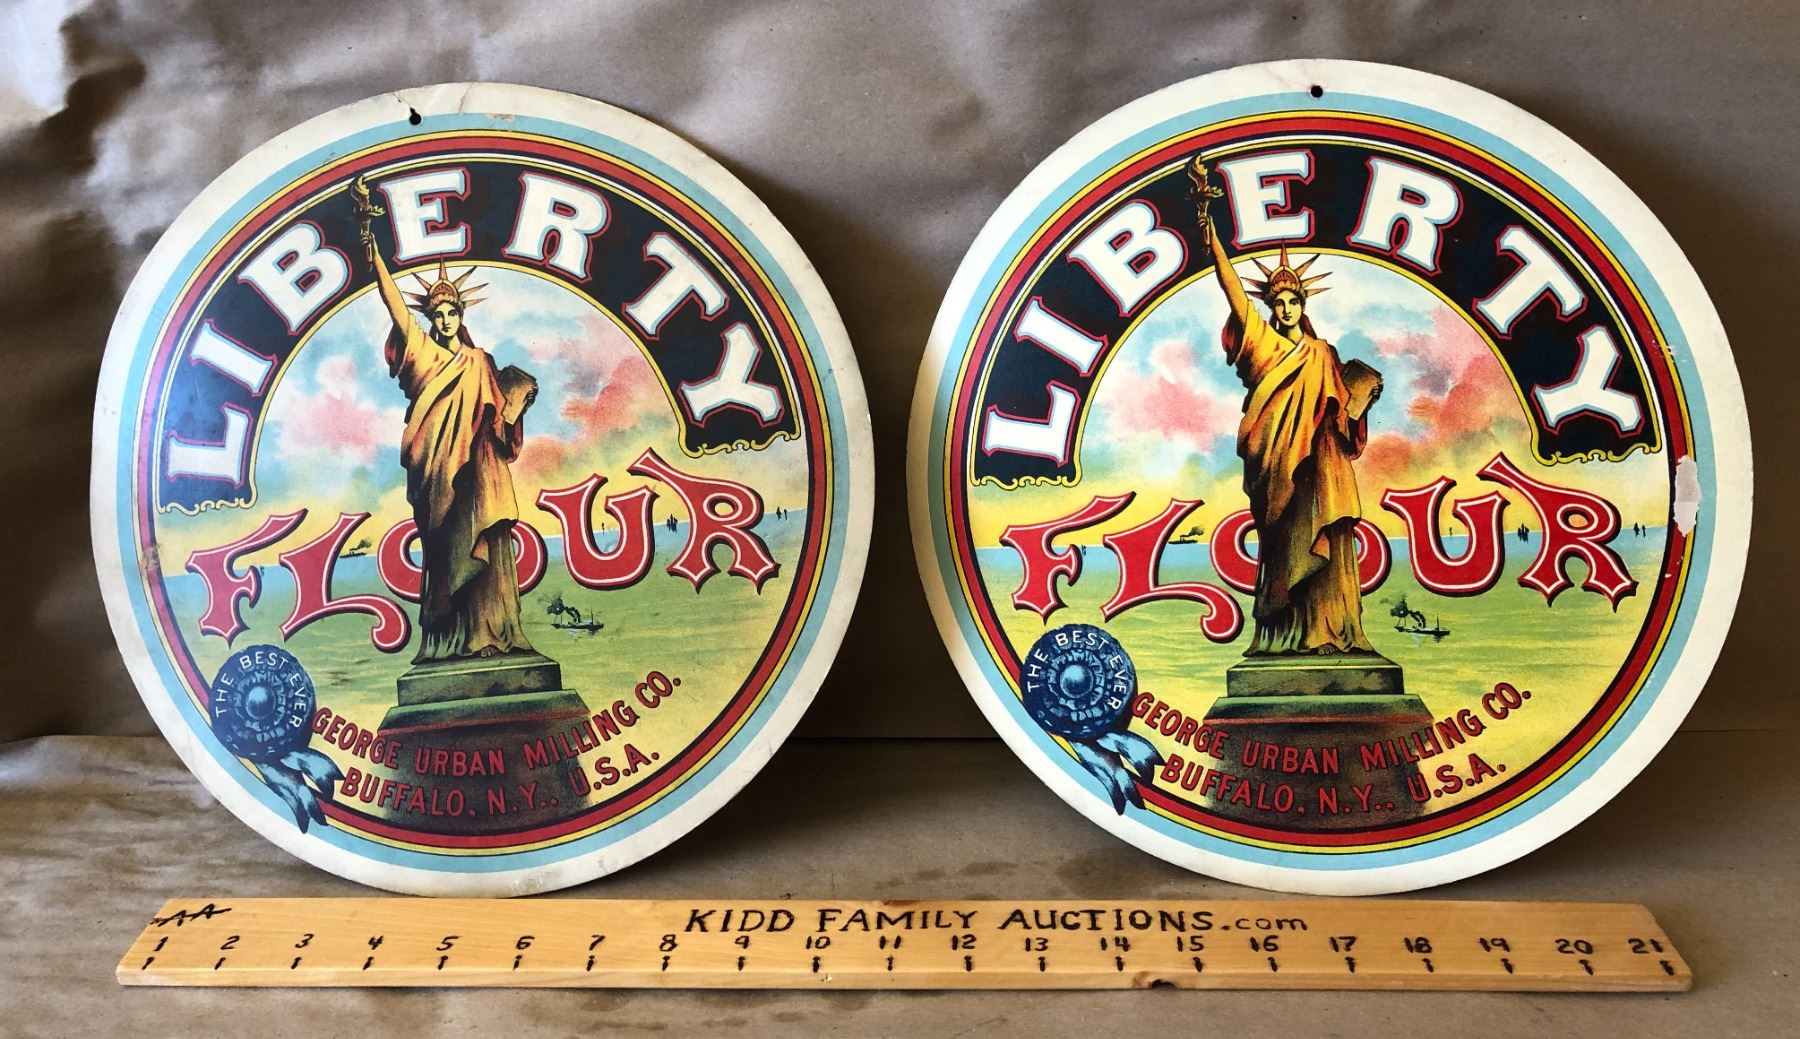 LIBERTY
FLOUR
THE BEST EVER
GEORGE URBAN MILLING CO.
BUFFALO, N.Y., U.S.A.
LIBERTY
FLOUR
THE BEST EVER
GEORGE URBAN MILLING CO.
BUFFALO, N.Y., U.S.A.
AA
KIDD FAMILY AUCTIONS.com
1 2 3 4 5 6 7 8 9 10 11 12 13 14 15 16 17 18 19 20 21